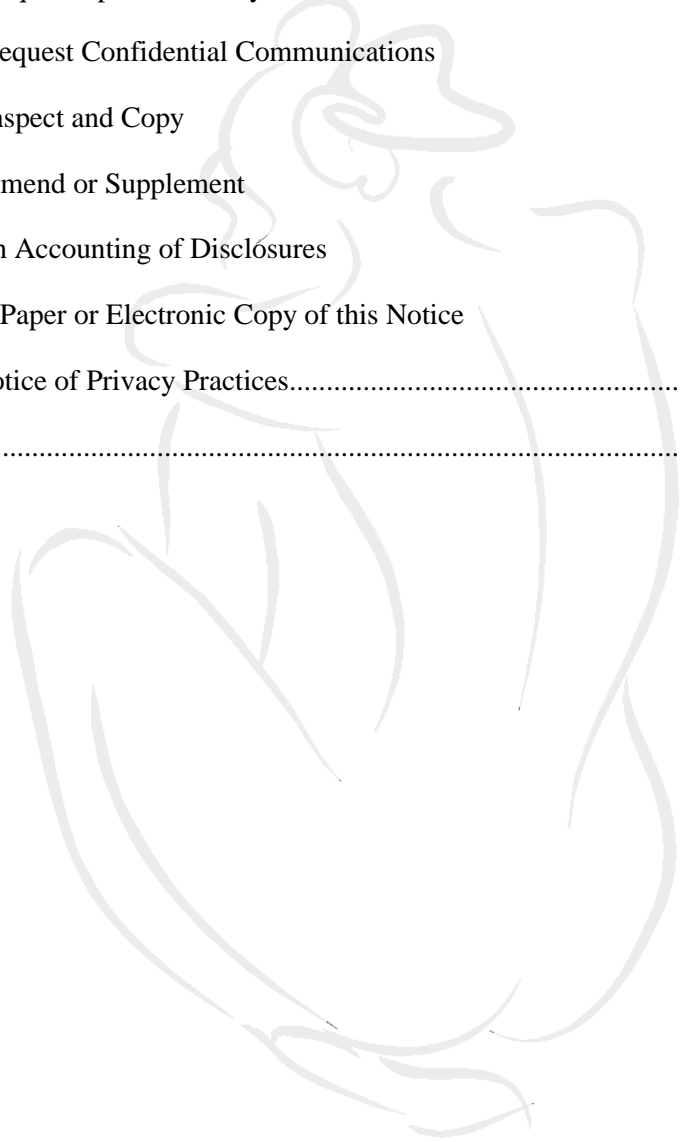 equest Confidential Communications
nspect and Copy
mend or Supplement
n Accounting of Disclosures
Paper or Electronic Copy of this Notice
otice of Privacy Practices....................................................
..........................................................................................